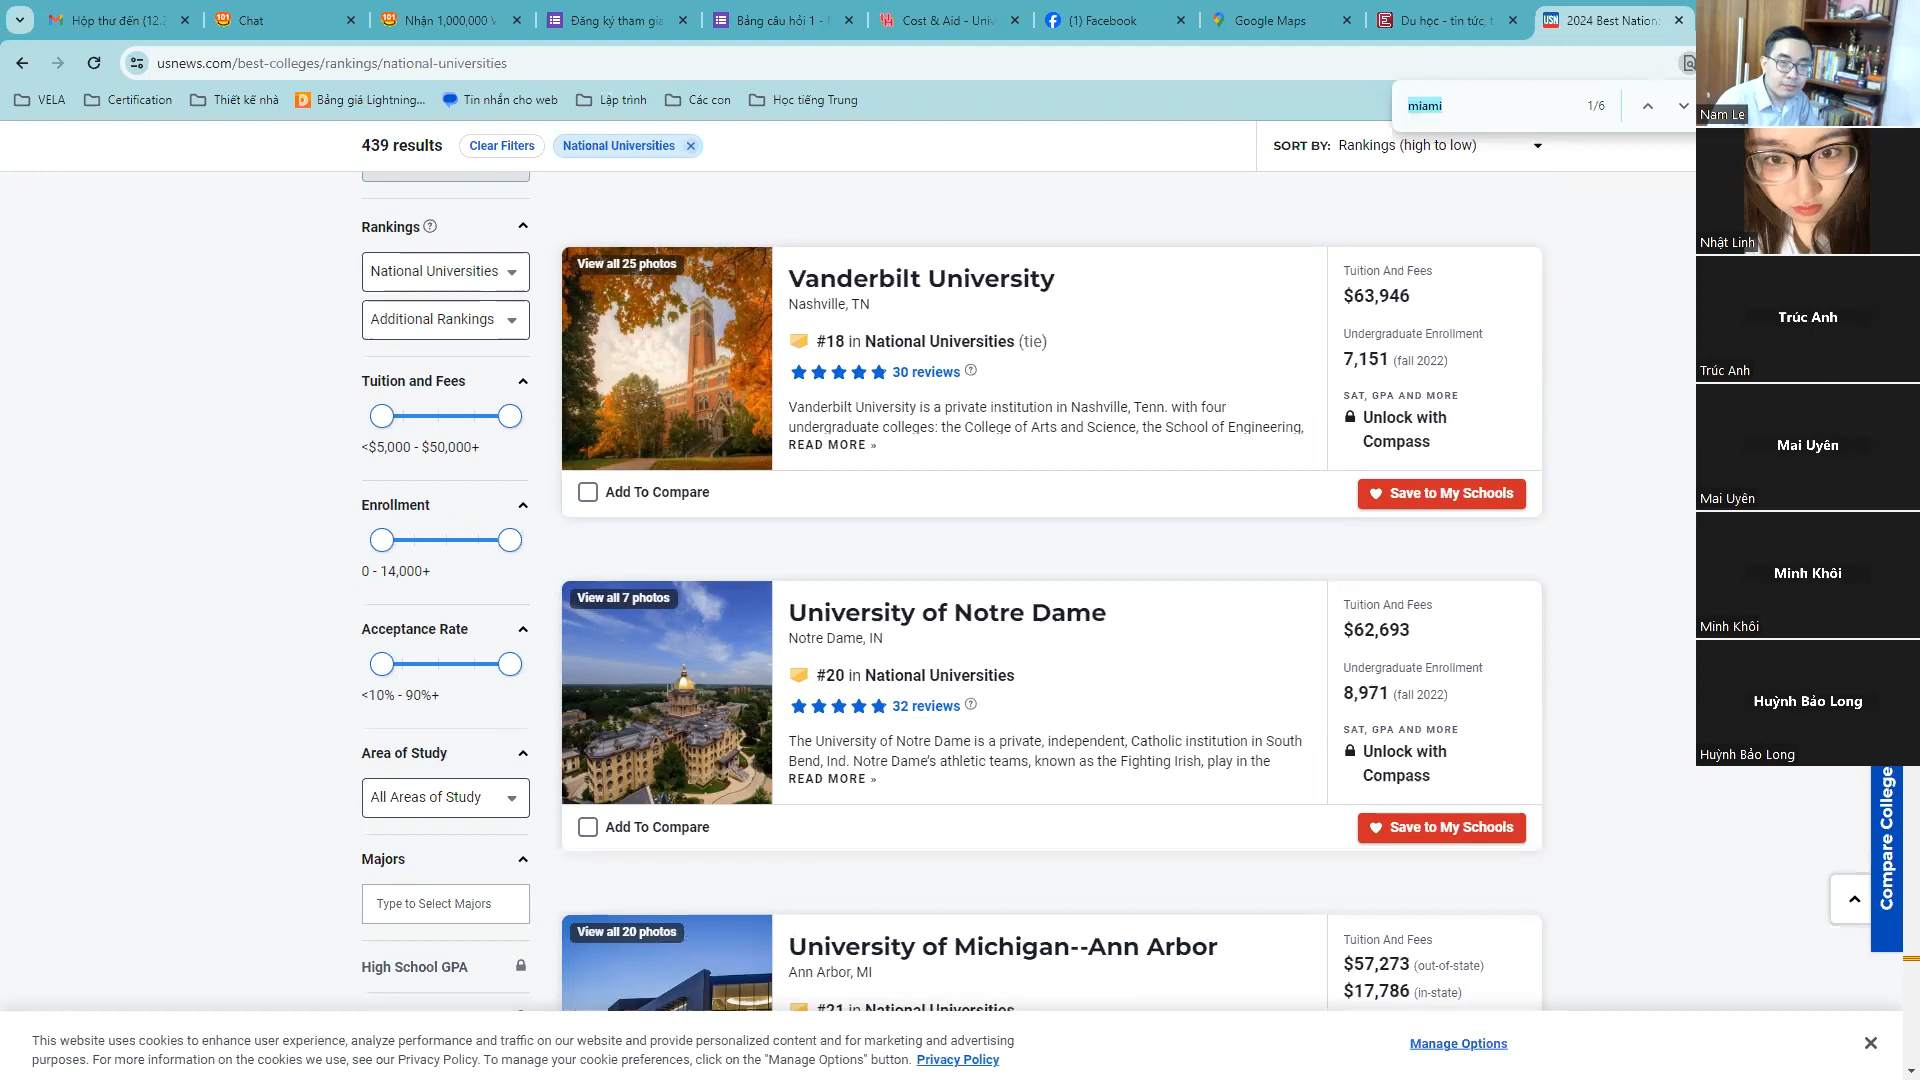 Hộp thư đến (12.
Chat
Nhận 1,000,000
Đăng ký tham gia
Bảng câu hỏi 1 -
Cost & Aid - Univ
(1) Facebook
Google Maps
Du học - tin tức, t
2024 Best Nation
usnews.com/best-colleges/rankings/national-universities
VELA
Certification
Thiết kế nhà
Bảng giá Lightning...
Tin nhắn cho web
Lập trình
Các con
Học tiếng Trung
miami
1/6
439 results
Clear Filters
National Universities
SORT BY: Rankings (high to low)
Rankings
National Universities
Additional Rankings
Tuition and Fees
<$5,000 - $50,000+
Enrollment
0 - 14,000+
Acceptance Rate
<10% - 90%+
Area of Study
All Areas of Study
Majors
Type to Select Majors
High School GPA
View all 25 photos
Vanderbilt University
Nashville, TN
#18 in National Universities (tie)
30 reviews
Vanderbilt University is a private institution in Nashville, Tenn. with four
undergraduate colleges: the College of Arts and Science, the School of Engineering,
READ MORE »
Tuition And Fees
$63,946
Undergraduate Enrollment
7,151 (fall 2022)
SAT, GPA AND MORE
Unlock with
Compass
Add To Compare
Save to My Schools
View all 7 photos
University of Notre Dame
Notre Dame, IN
#20 in National Universities
32 reviews
The University of Notre Dame is a private, independent, Catholic institution in South
Bend, Ind. Notre Dame's athletic teams, known as the Fighting Irish, play in the
READ MORE »
Tuition And Fees
$62,693
Undergraduate Enrollment
8,971 (fall 2022)
SAT, GPA AND MORE
Unlock with
Compass
Add To Compare
Save to My Schools
View all 20 photos
University of Michigan--Ann Arbor
Ann Arbor, MI
#21 in National Universities
Tuition And Fees
$57,273 (out-of-state)
$17,786 (in-state)
Compare College
This website uses cookies to enhance user experience, analyze performance and traffic on our website and provide personalized content and for marketing and advertising
purposes. For more information on the cookies we use, see our Privacy Policy. To manage your cookie preferences, click on the "Manage Options" button. Privacy Policy
Manage Options
Nam Le
Nhật Linh
Trúc Anh
Trúc Anh
Mai Uyên
Mai Uyên
Minh Khôi
Minh Khôi
Huỳnh Bảo Long
Huỳnh Bảo Long